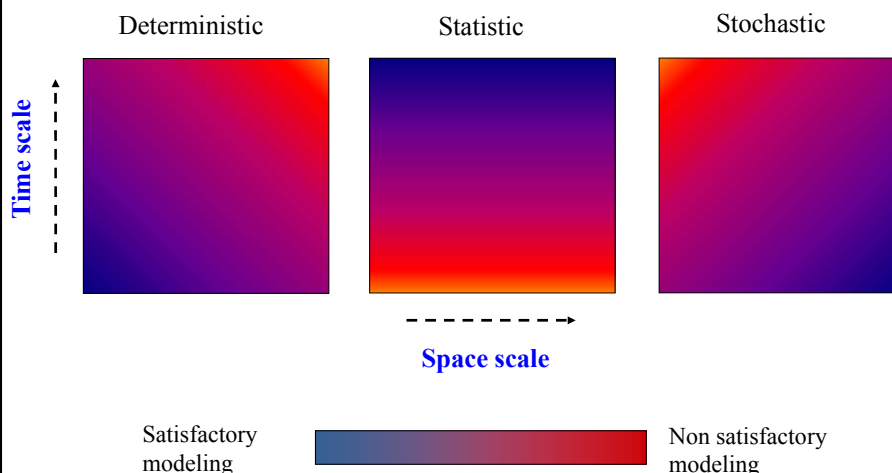 Deterministic
Statistic
Stochastic
Time scale
Space scale
Satisfactory
modeling
Non satisfactory
modeling